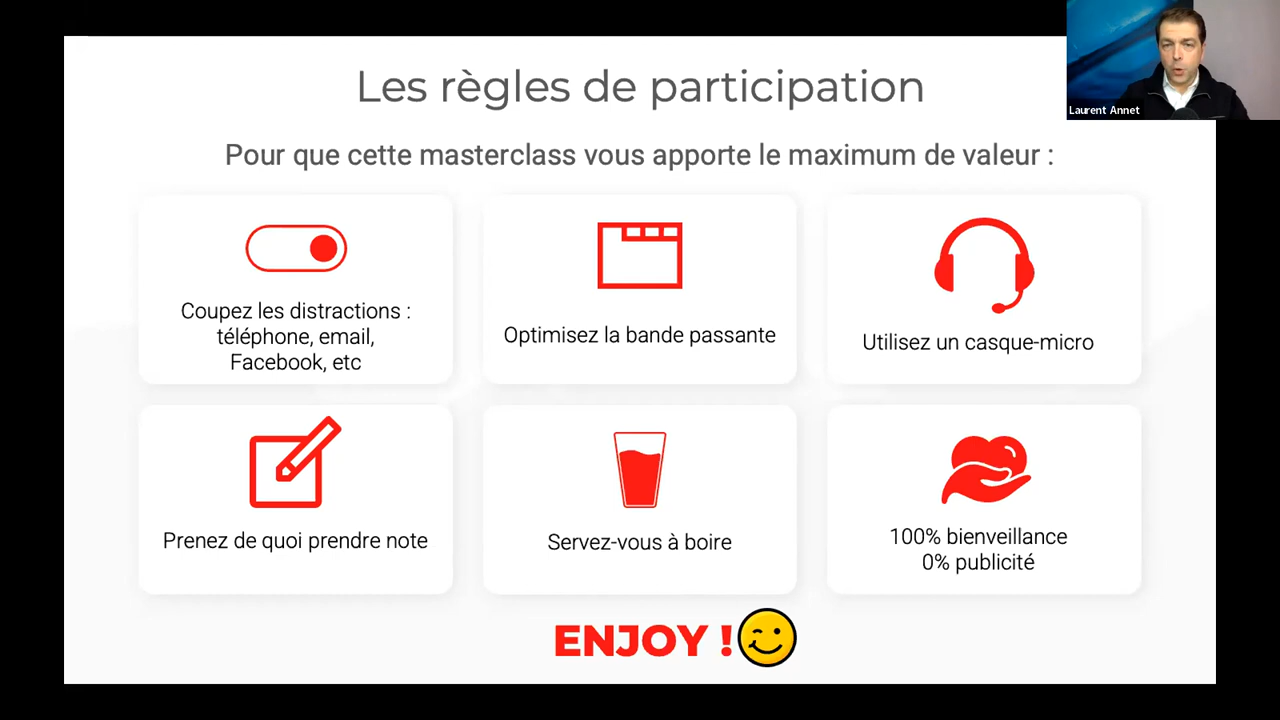 Les règles de participation
Laurent Annet
Pour que cette masterclass vous apporte le maximum de valeur :
Coupez les distractions :
téléphone, email,
Facebook, etc
Optimisez la bande passante
Utilisez un casque-micro
Prenez de quoi prendre note
Servez-vous à boire
100% bienveillance
0% publicité
ENJOY !